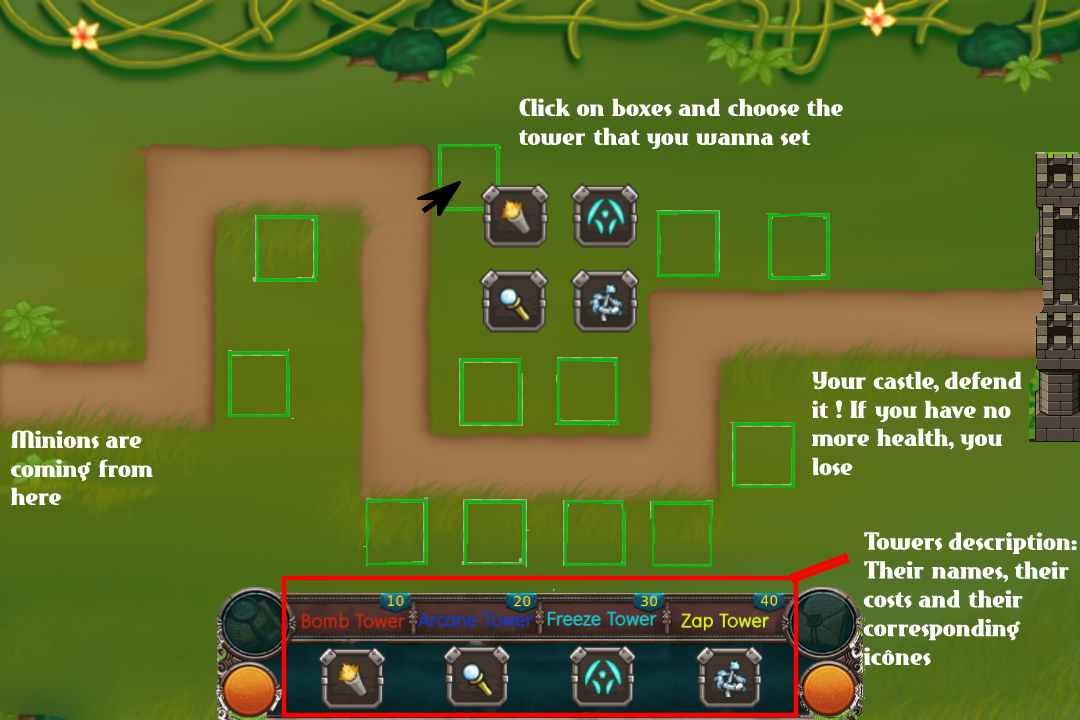 Click on boxes and choose the
tower that you wanna set
Your castle, defend
it ! If you have no
more health, you
lose
Minions are
coming from
here
Towers description:
Their names, their
costs and their
corresponding
icônes
10 20 30 40
Bomb Tower Arcane Tower Freeze Tower Zap Tower